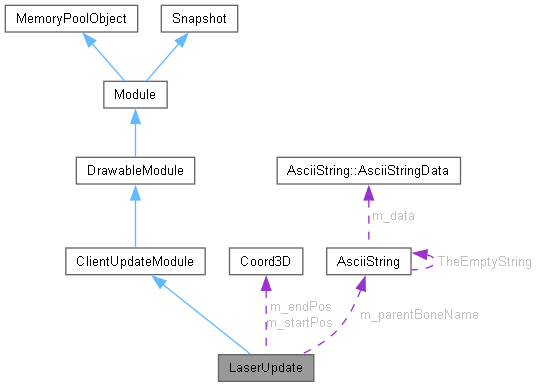 MemoryPoolObject
Snapshot
Module
DrawableModule
AsciiString::AsciiStringData
m_data
ClientUpdateModule
Coord3D
AsciiString
TheEmptyString
m_endPos
m_startPos
m_parentBoneName
LaserUpdate